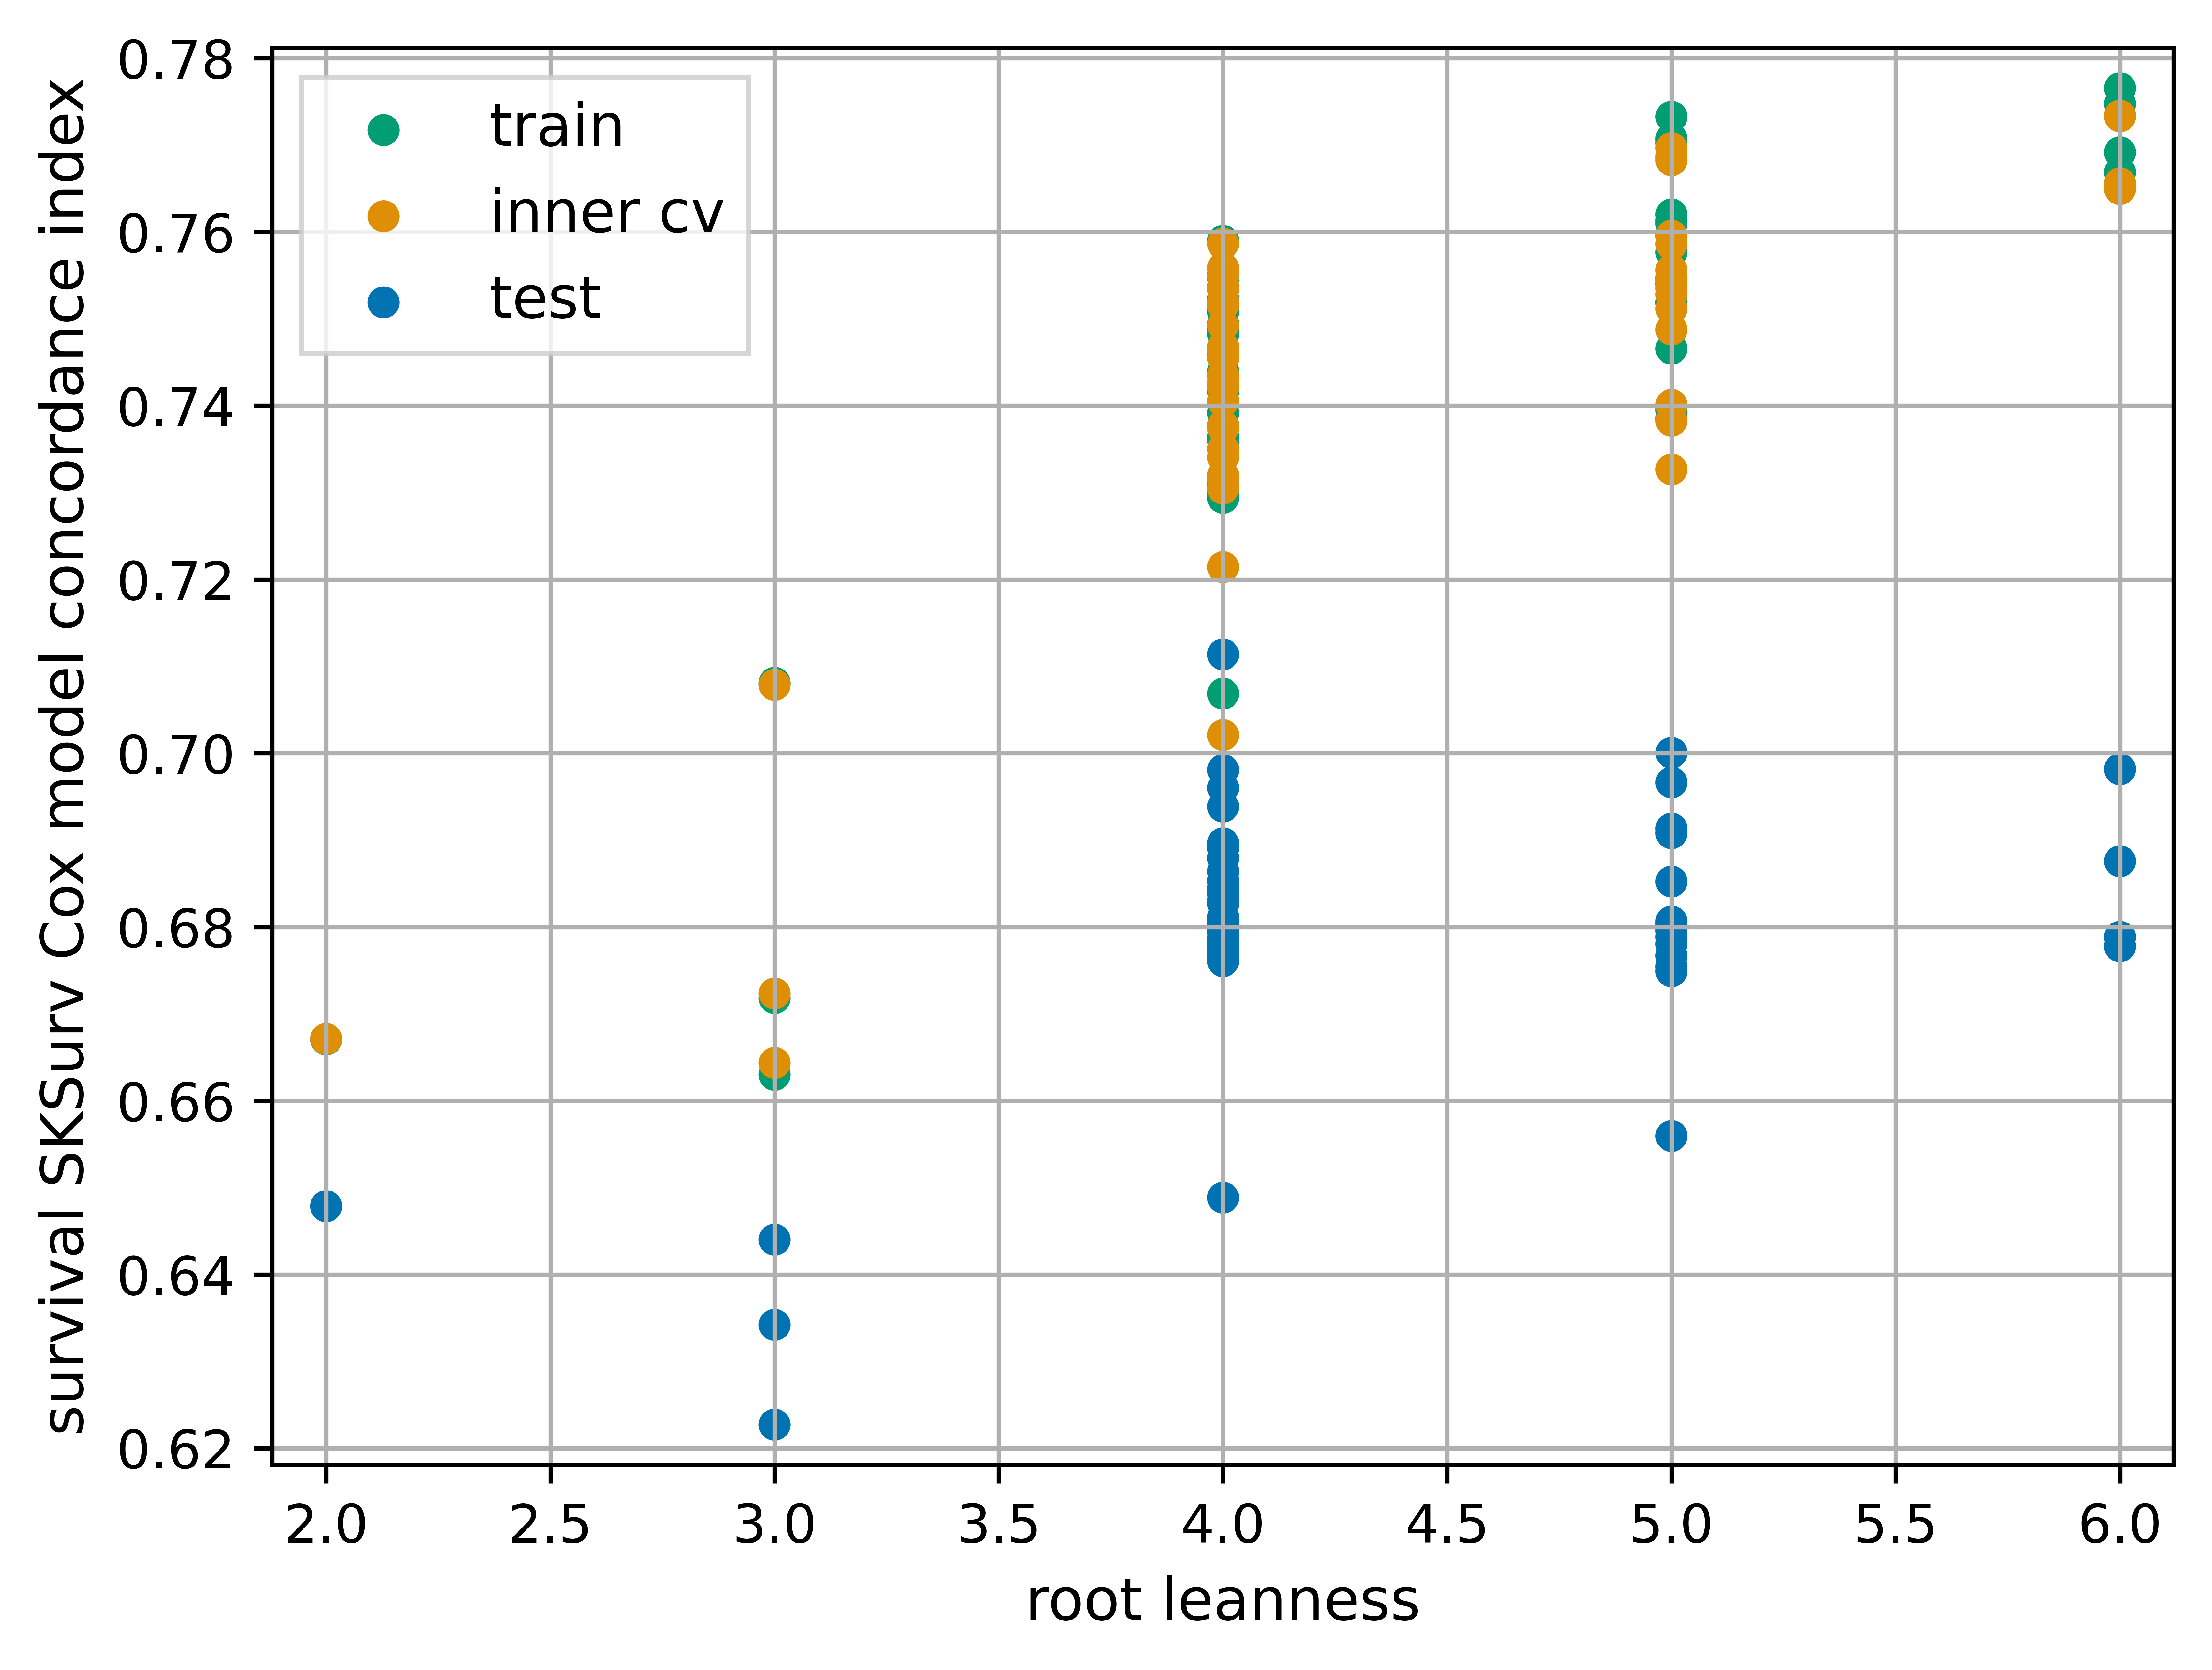 survival SKSurv Cox model concordance index
0.78
0.76
0.74
0.72
0.70
0.68
0.66
0.64
0.62
train
inner cv
test
2.0 2.5 3.0 3.5 4.0 4.5 5.0 5.5 6.0
root leanness